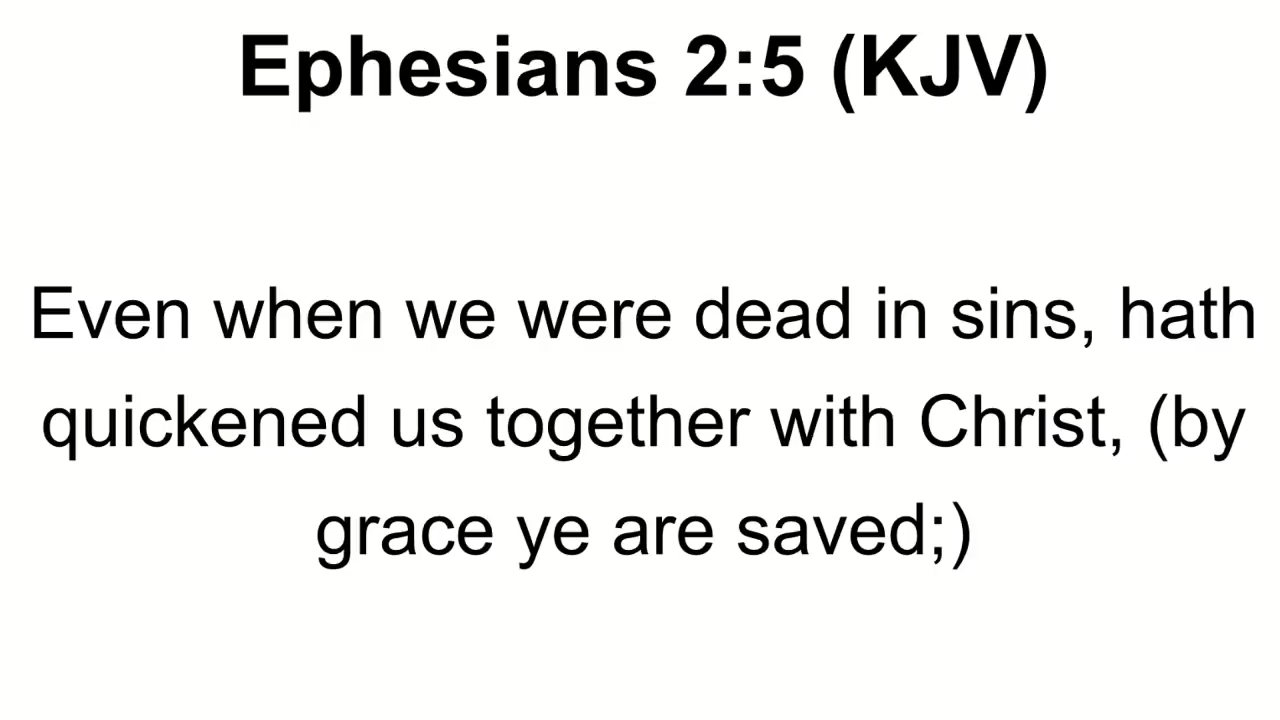 Ephesians 2:5 (KJV)
Even when we were dead in sins, hath
quickened us together with Christ, (by
grace ye are saved;)